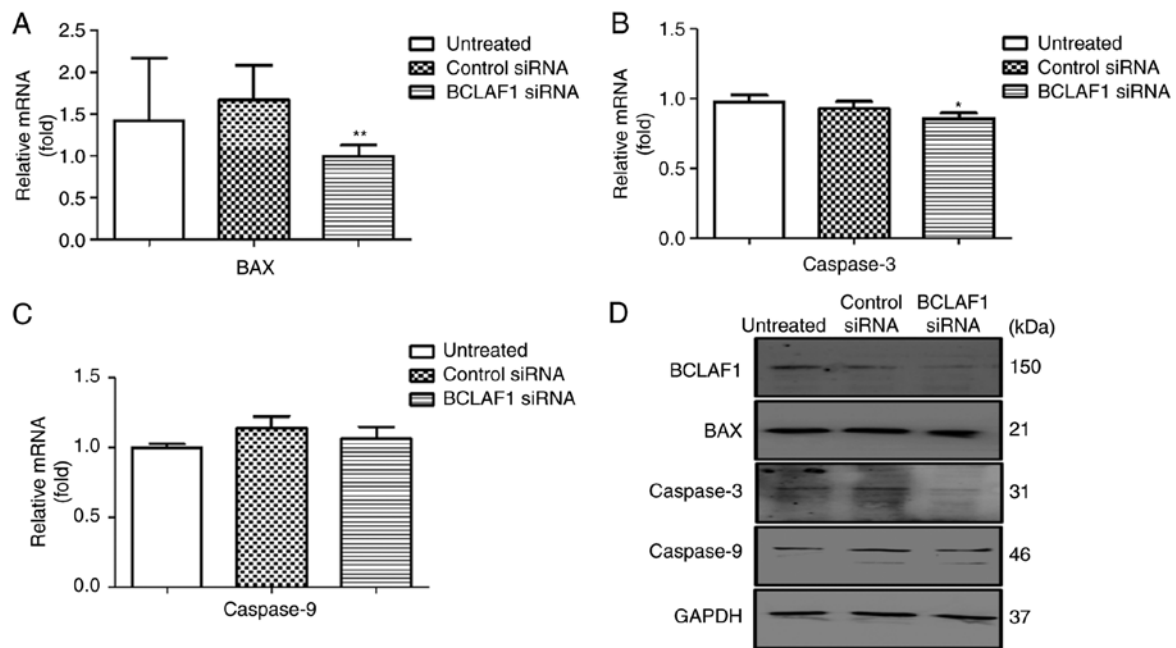 A
Relative mRNA
(fold)
2.5
2.0
1.5
1.0
0.5
0.0
**
BAX
Untreated
Control siRNA
BCLAF1 siRNA
B
Relative mRNA
(fold)
1.5
1.0
0.5
0.0
*
Caspase-3
Untreated
Control siRNA
BCLAF1 siRNA
C
Relative mRNA
(fold)
1.5
1.0
0.5
0.0
Caspase-9
Untreated
Control siRNA
BCLAF1 siRNA
D
Untreated
Control
siRNA
BCLAF1
siRNA
(kDa)
BCLAF1 150
BAX 21
Caspase-3 31
Caspase-9 46
GAPDH 37